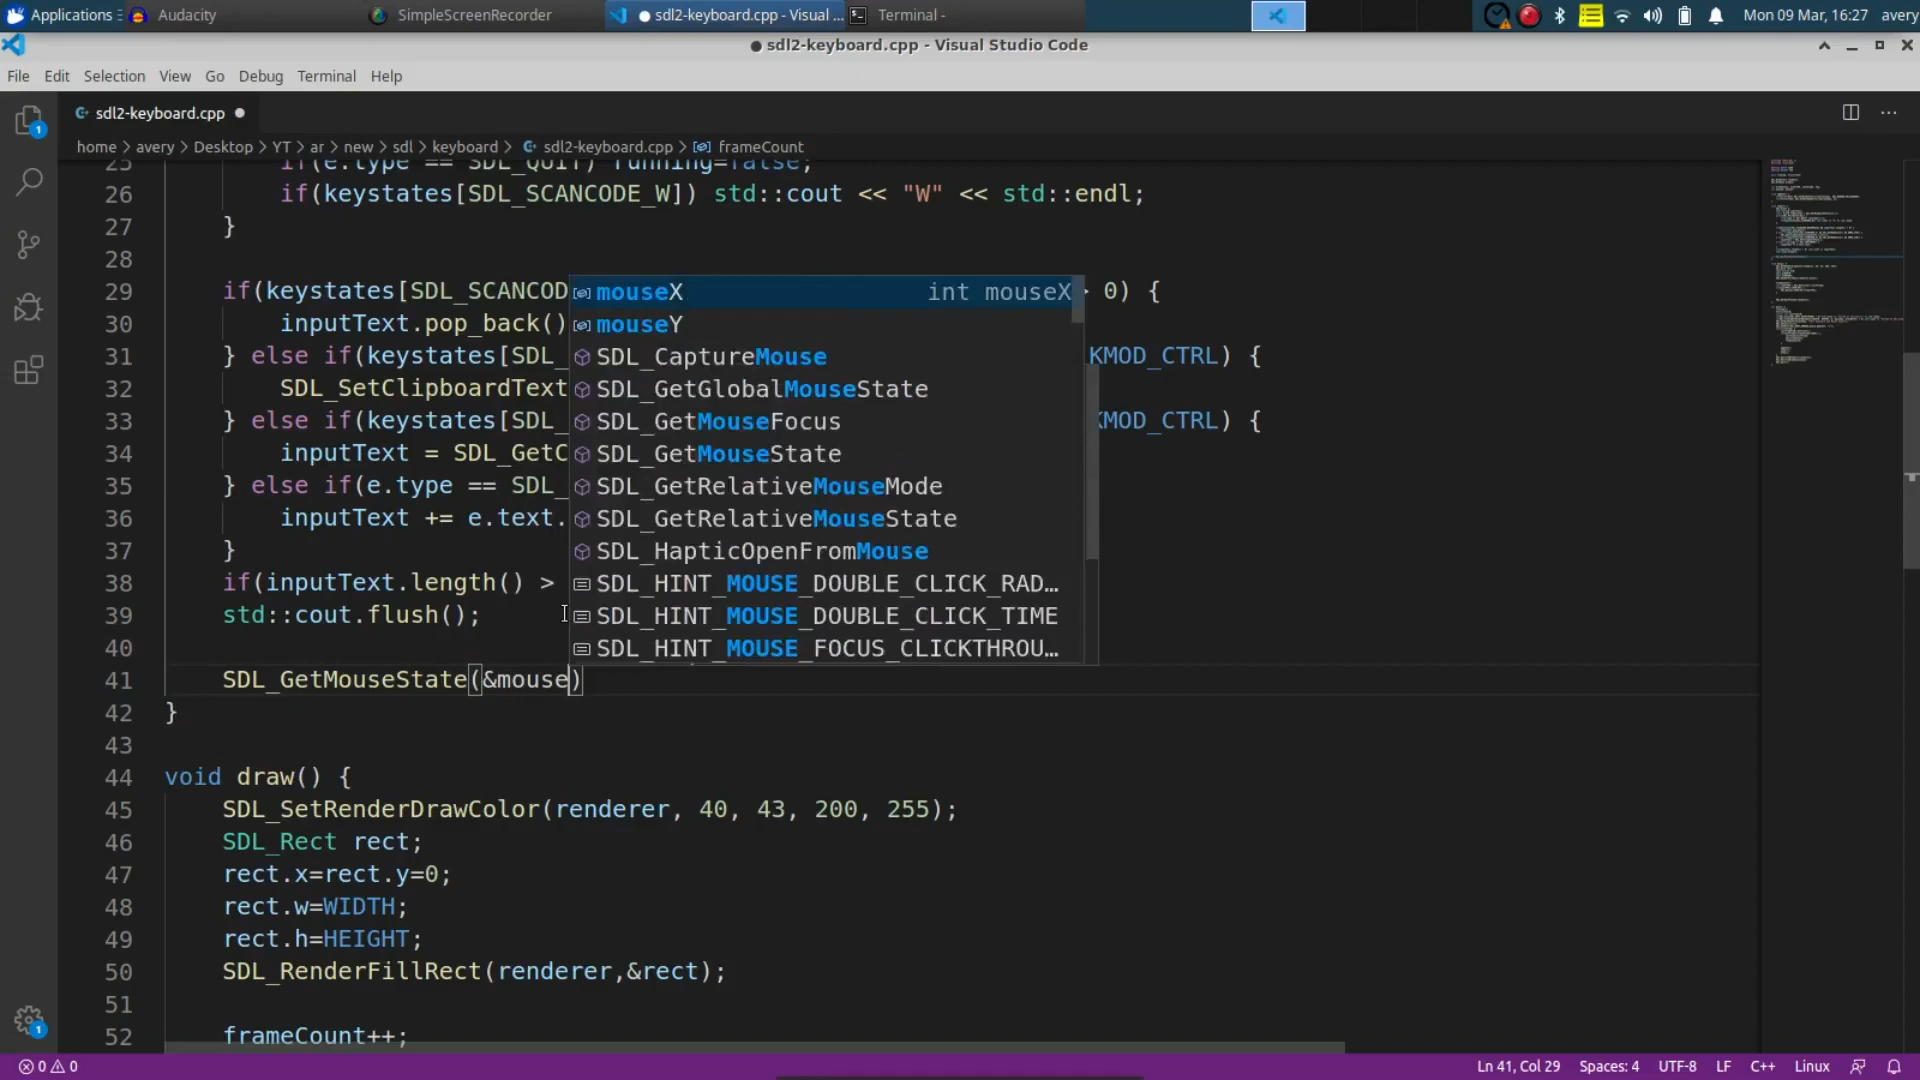 Applications Audacity SimpleScreenRecorder sdl2-keyboard.cpp - Visual ... Terminal - Mon 09 Mar, 16:27 avery
sdl2-keyboard.cpp - Visual Studio Code
File Edit Selection View Go Debug Terminal Help
sdl2-keyboard.cpp
home > avery > Desktop > YT > ar > new > sdl > keyboard > sdl2-keyboard.cpp > frameCount
25 if(e.type == SDL_QUIT) running=false;
26 if(keystates[SDL_SCANCODE_W]) std::cout << "W" << std::endl;
27 }
28
29 if(keystates[SDL_SCANCOD 0) {
30 inputText.pop_back()
31 } else if(keystates[SDL_ KMOD_CTRL) {
32 SDL_SetClipboardText
33 } else if(keystates[SDL_ KMOD_CTRL) {
34 inputText = SDL_GetC
35 } else if(e.type == SDL_
36 inputText += e.text.
37 }
38 if(inputText.length() >
39 std::cout.flush();
40
41 SDL_GetMouseState(&mouse)
42 }
43
44 void draw() {
45 SDL_SetRenderDrawColor(renderer, 40, 43, 200, 255);
46 SDL_Rect rect;
47 rect.x=rect.y=0;
48 rect.w=WIDTH;
49 rect.h=HEIGHT;
50 SDL_RenderFillRect(renderer,&rect);
51
52 frameCount++;
mouseX int mouseX
mouseY
SDL_CaptureMouse
SDL_GetGlobalMouseState
SDL_GetMouseFocus
SDL_GetMouseState
SDL_GetRelativeMouseMode
SDL_GetRelativeMouseState
SDL_HapticOpenFromMouse
SDL_HINT_MOUSE_DOUBLE_CLICK_RAD…
SDL_HINT_MOUSE_DOUBLE_CLICK_TIME
SDL_HINT_MOUSE_FOCUS_CLICKTHROU…
1
1
0 0 Ln 41, Col 29 Spaces: 4 UTF-8 LF C++ Linux